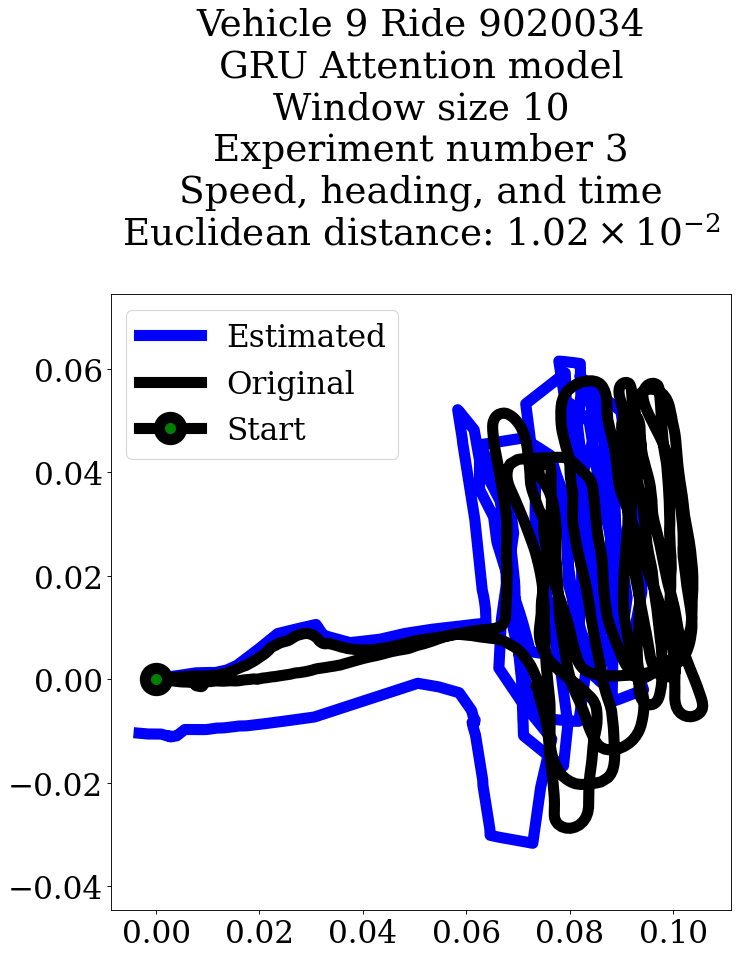 Vehicle 9 Ride 9020034
GRU Attention model
Window size 10
Experiment number 3
Speed, heading, and time
Euclidean distance: 1.02 × 10⁻²
Estimated
Original
Start
0.06
0.04
0.02
0.00
−0.02
−0.04
0.00 0.02 0.04 0.06 0.08 0.10